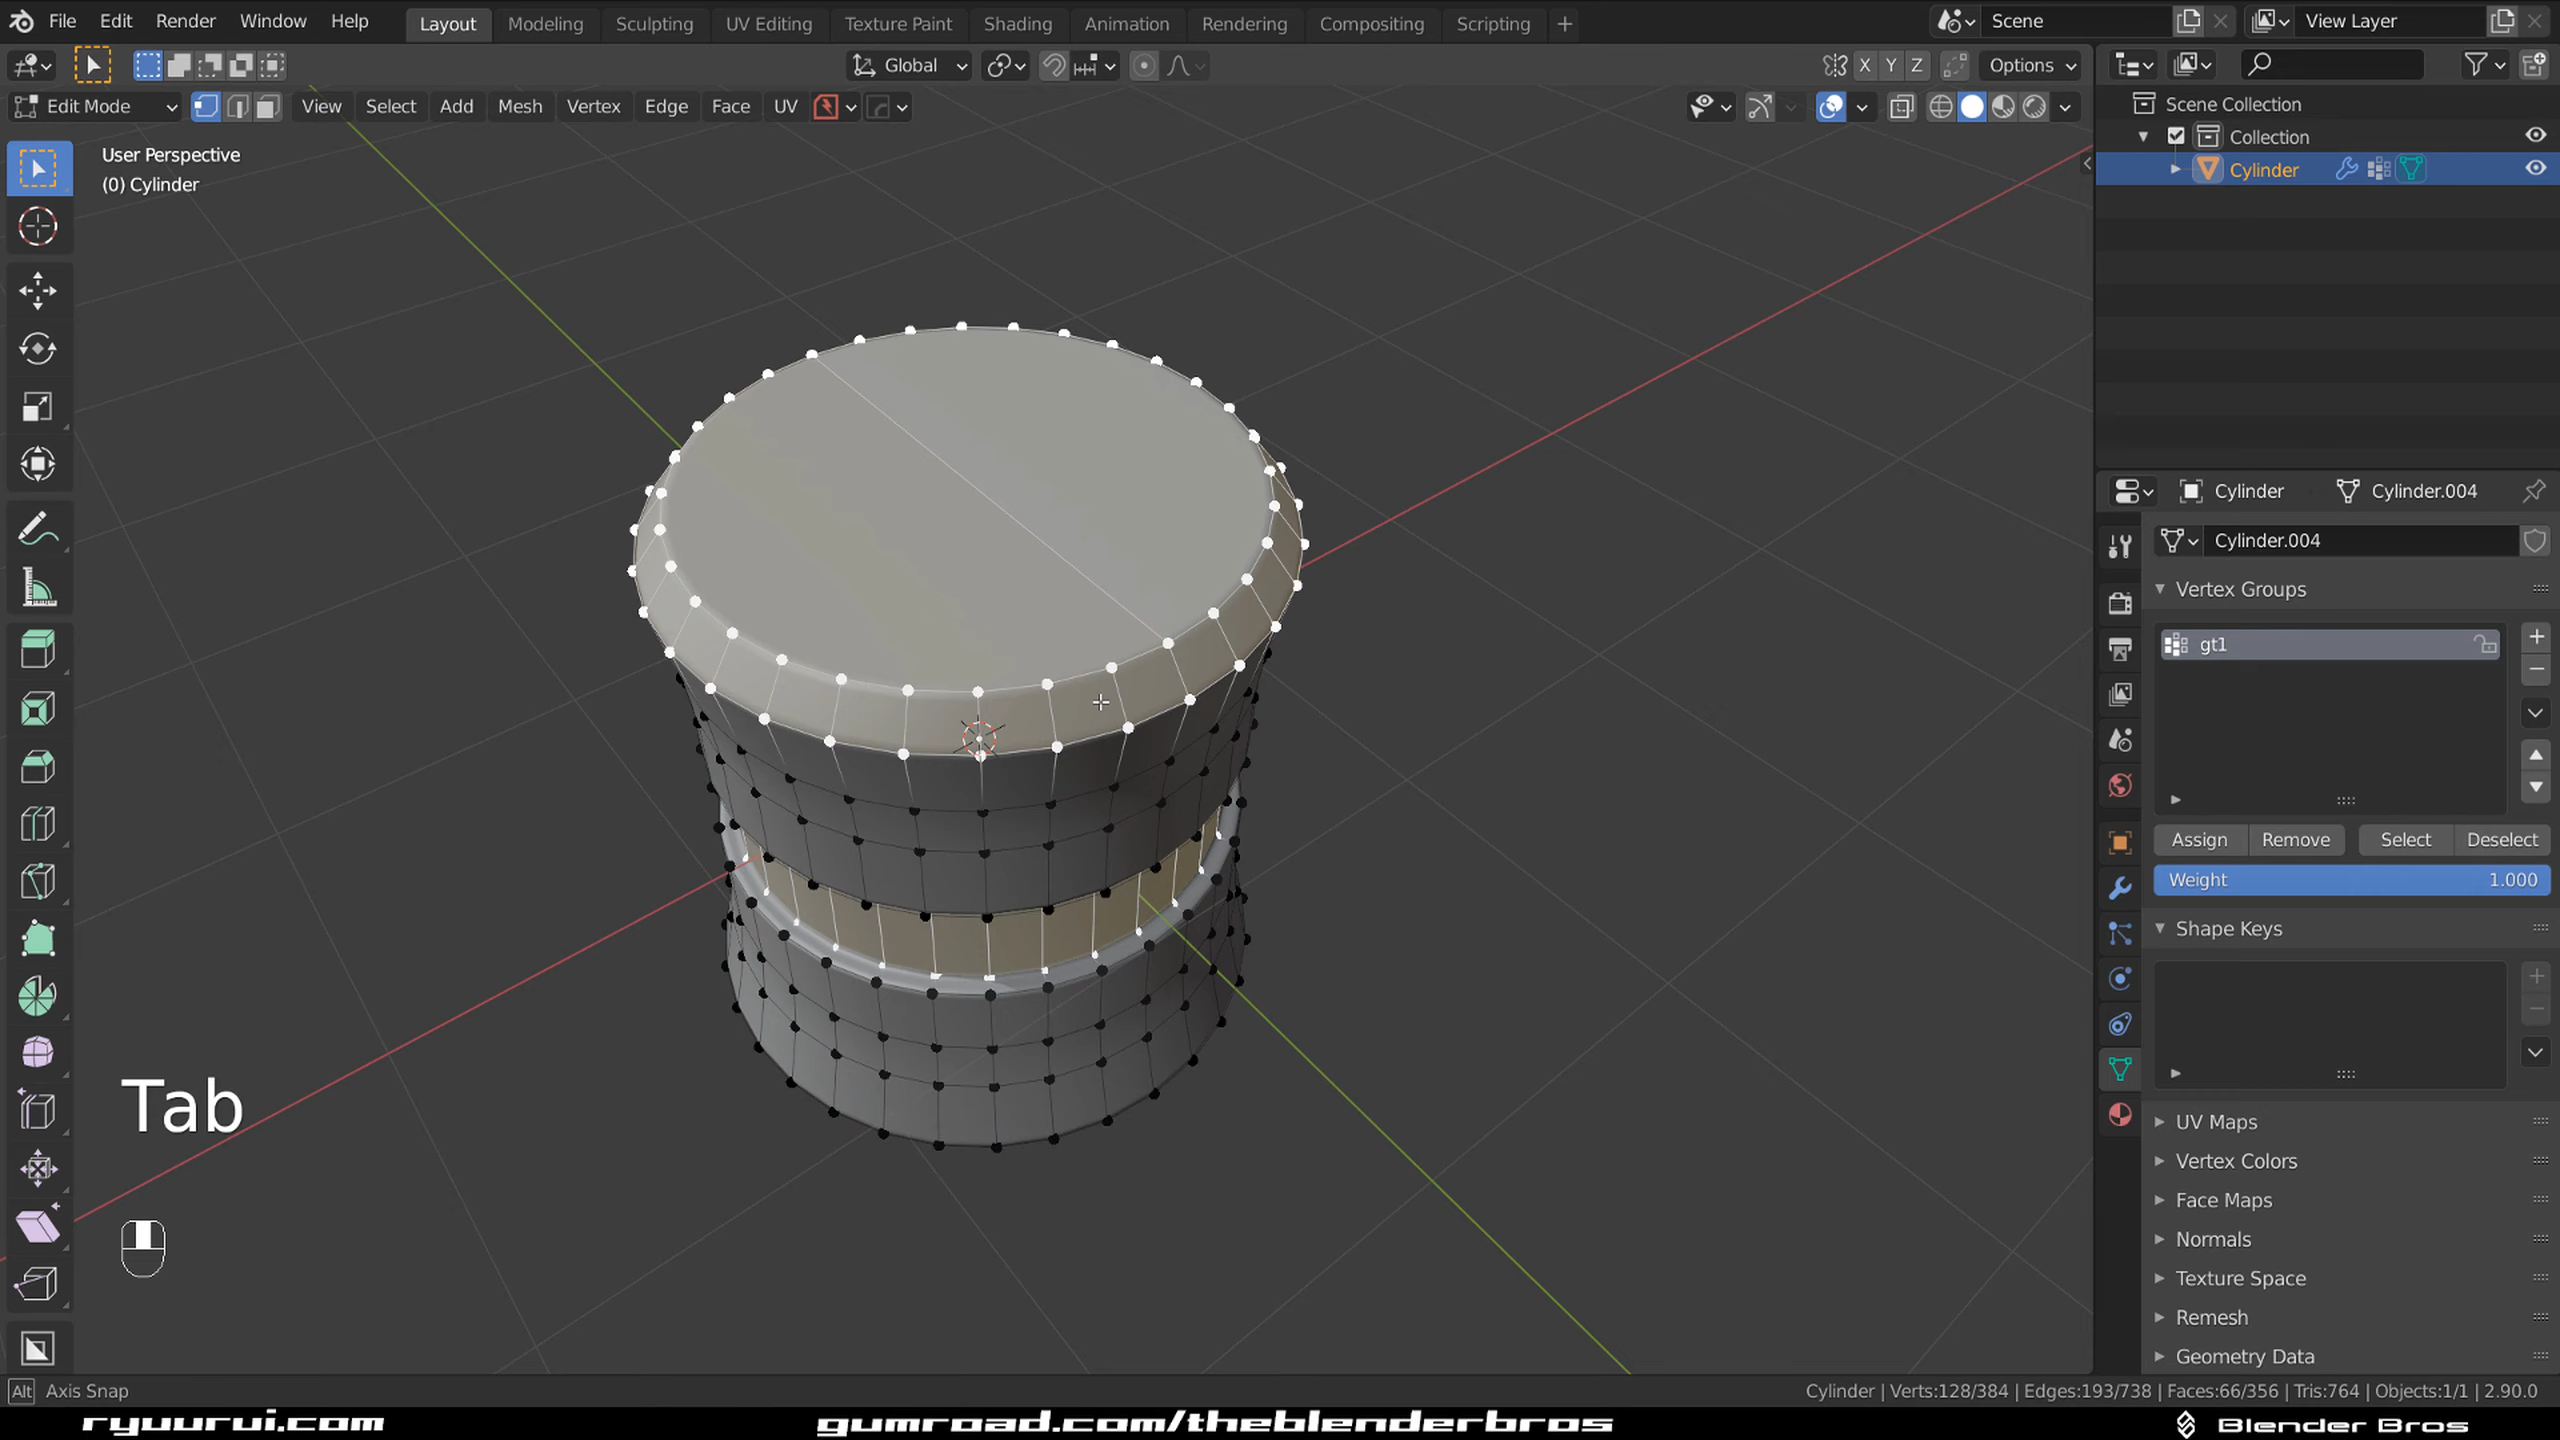 File Edit Render Window Help Layout Modeling Sculpting UV Editing Texture Paint Shading Animation Rendering Compositing Scripting + Scene View Layer
Global X Y Z Options
Edit Mode View Select Add Mesh Vertex Edge Face UV
User Perspective
(0) Cylinder
Scene Collection
Collection
Cylinder
Cylinder Cylinder.004
Cylinder.004
Vertex Groups
gt1
Assign Remove Select Deselect
Weight 1.000
Shape Keys
UV Maps
Vertex Colors
Face Maps
Normals
Texture Space
Remesh
Geometry Data
Tab
Alt Axis Snap
Cylinder | Verts:128/384 | Edges:193/738 | Faces:66/356 | Tris:764 | Objects:1/1 | 2.90.0
ryuurui.com gumroad.com/theblenderbros Blender Bros